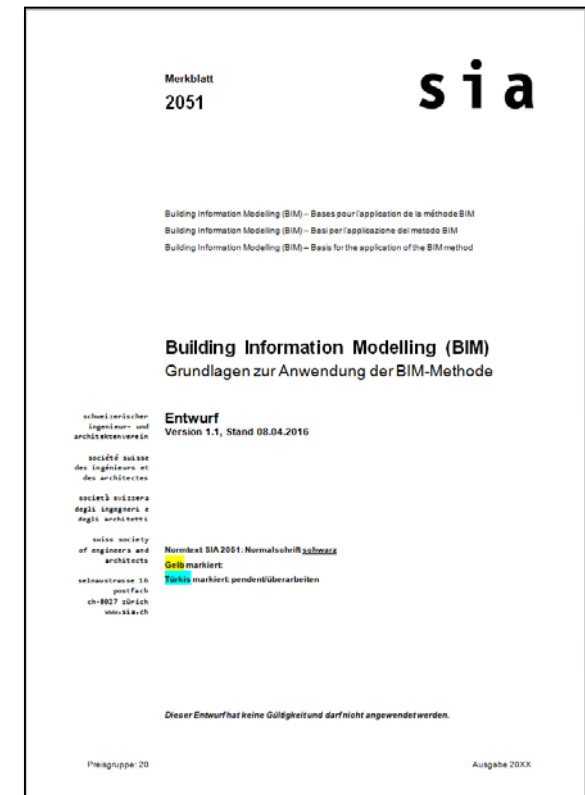 Merkblatt
2051
sia
Building Information Modelling (BIM) – Bases pour l'application de la méthode BIM
Building Information Modelling (BIM) – Basi per l'applicazione del metodo BIM
Building Information Modelling (BIM) – Basis for the application of the BIM method
Building Information Modelling (BIM)
Grundlagen zur Anwendung der BIM-Methode
Entwurf
Version 1.1, Stand 08.04.2016
schweizerischer
ingenieur- und
architektenverein
société suisse
des ingénieurs et
des architectes
società svizzera
degli ingegneri e
degli architetti
swiss society
of engineers and
architects
selnaustrasse 16
postfach
ch-8027 zürich
www.sia.ch
Normtext SIA 2051: Normalschrift schwarz
Gelb markiert:
Türkis markiert: pendent/überarbeiten
Dieser Entwurf hat keine Gültigkeit und darf nicht angewendet werden.
Preisgruppe: 20
Ausgabe 20XX